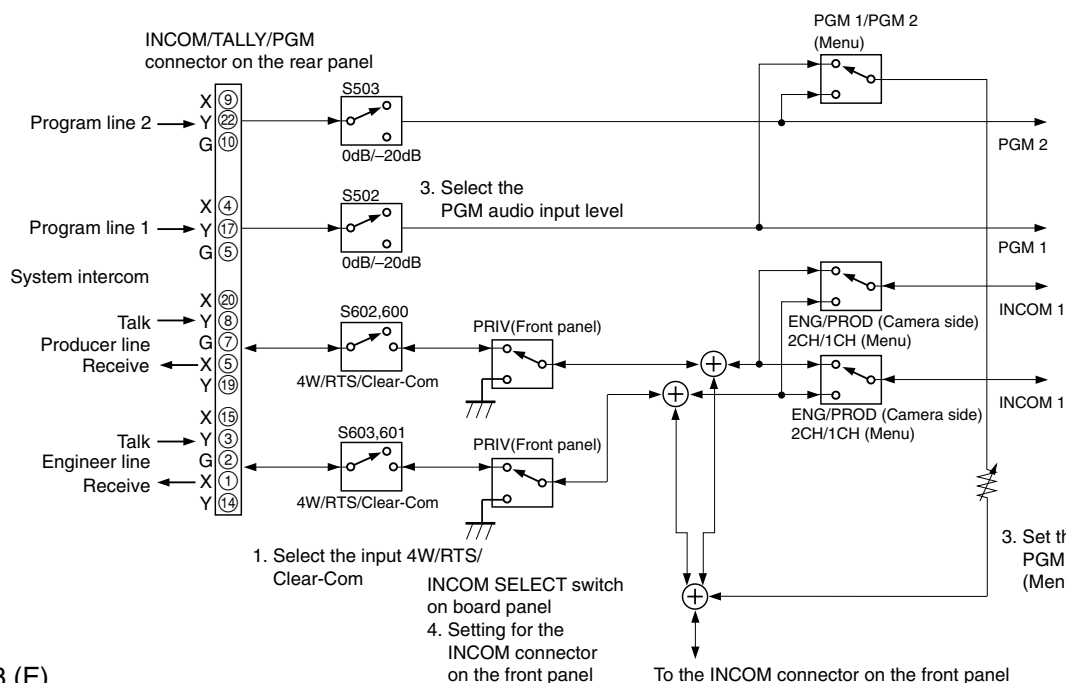 PGM 1/PGM 2
(Menu)
INCOM/TALLY/PGM
connector on the rear panel
S503
X ⑨
Program line 2 Y ㉒
G ⑩
0dB/–20dB
PGM 2
3. Select the
PGM audio input level
X ④
S502
Program line 1 Y ⑰
G ⑤
0dB/–20dB
PGM 1
System intercom
X ⑳
Talk Y ⑧
Producer line G ⑦
Receive X ⑤
Y ⑲
S602,600
4W/RTS/Clear-Com
PRIV(Front panel)
INCOM 1
ENG/PROD (Camera side)
2CH/1CH (Menu)
INCOM 1
ENG/PROD (Camera side)
2CH/1CH (Menu)
X ⑮
Talk Y ③
Engineer line G ②
Receive X ①
Y ⑭
S603,601
4W/RTS/Clear-Com
PRIV(Front panel)
1. Select the input 4W/RTS/
Clear-Com
INCOM SELECT switch
on board panel
4. Setting for the
INCOM connector
on the front panel
3. Set th
PGM
(Men
To the INCOM connector on the front panel
(E)